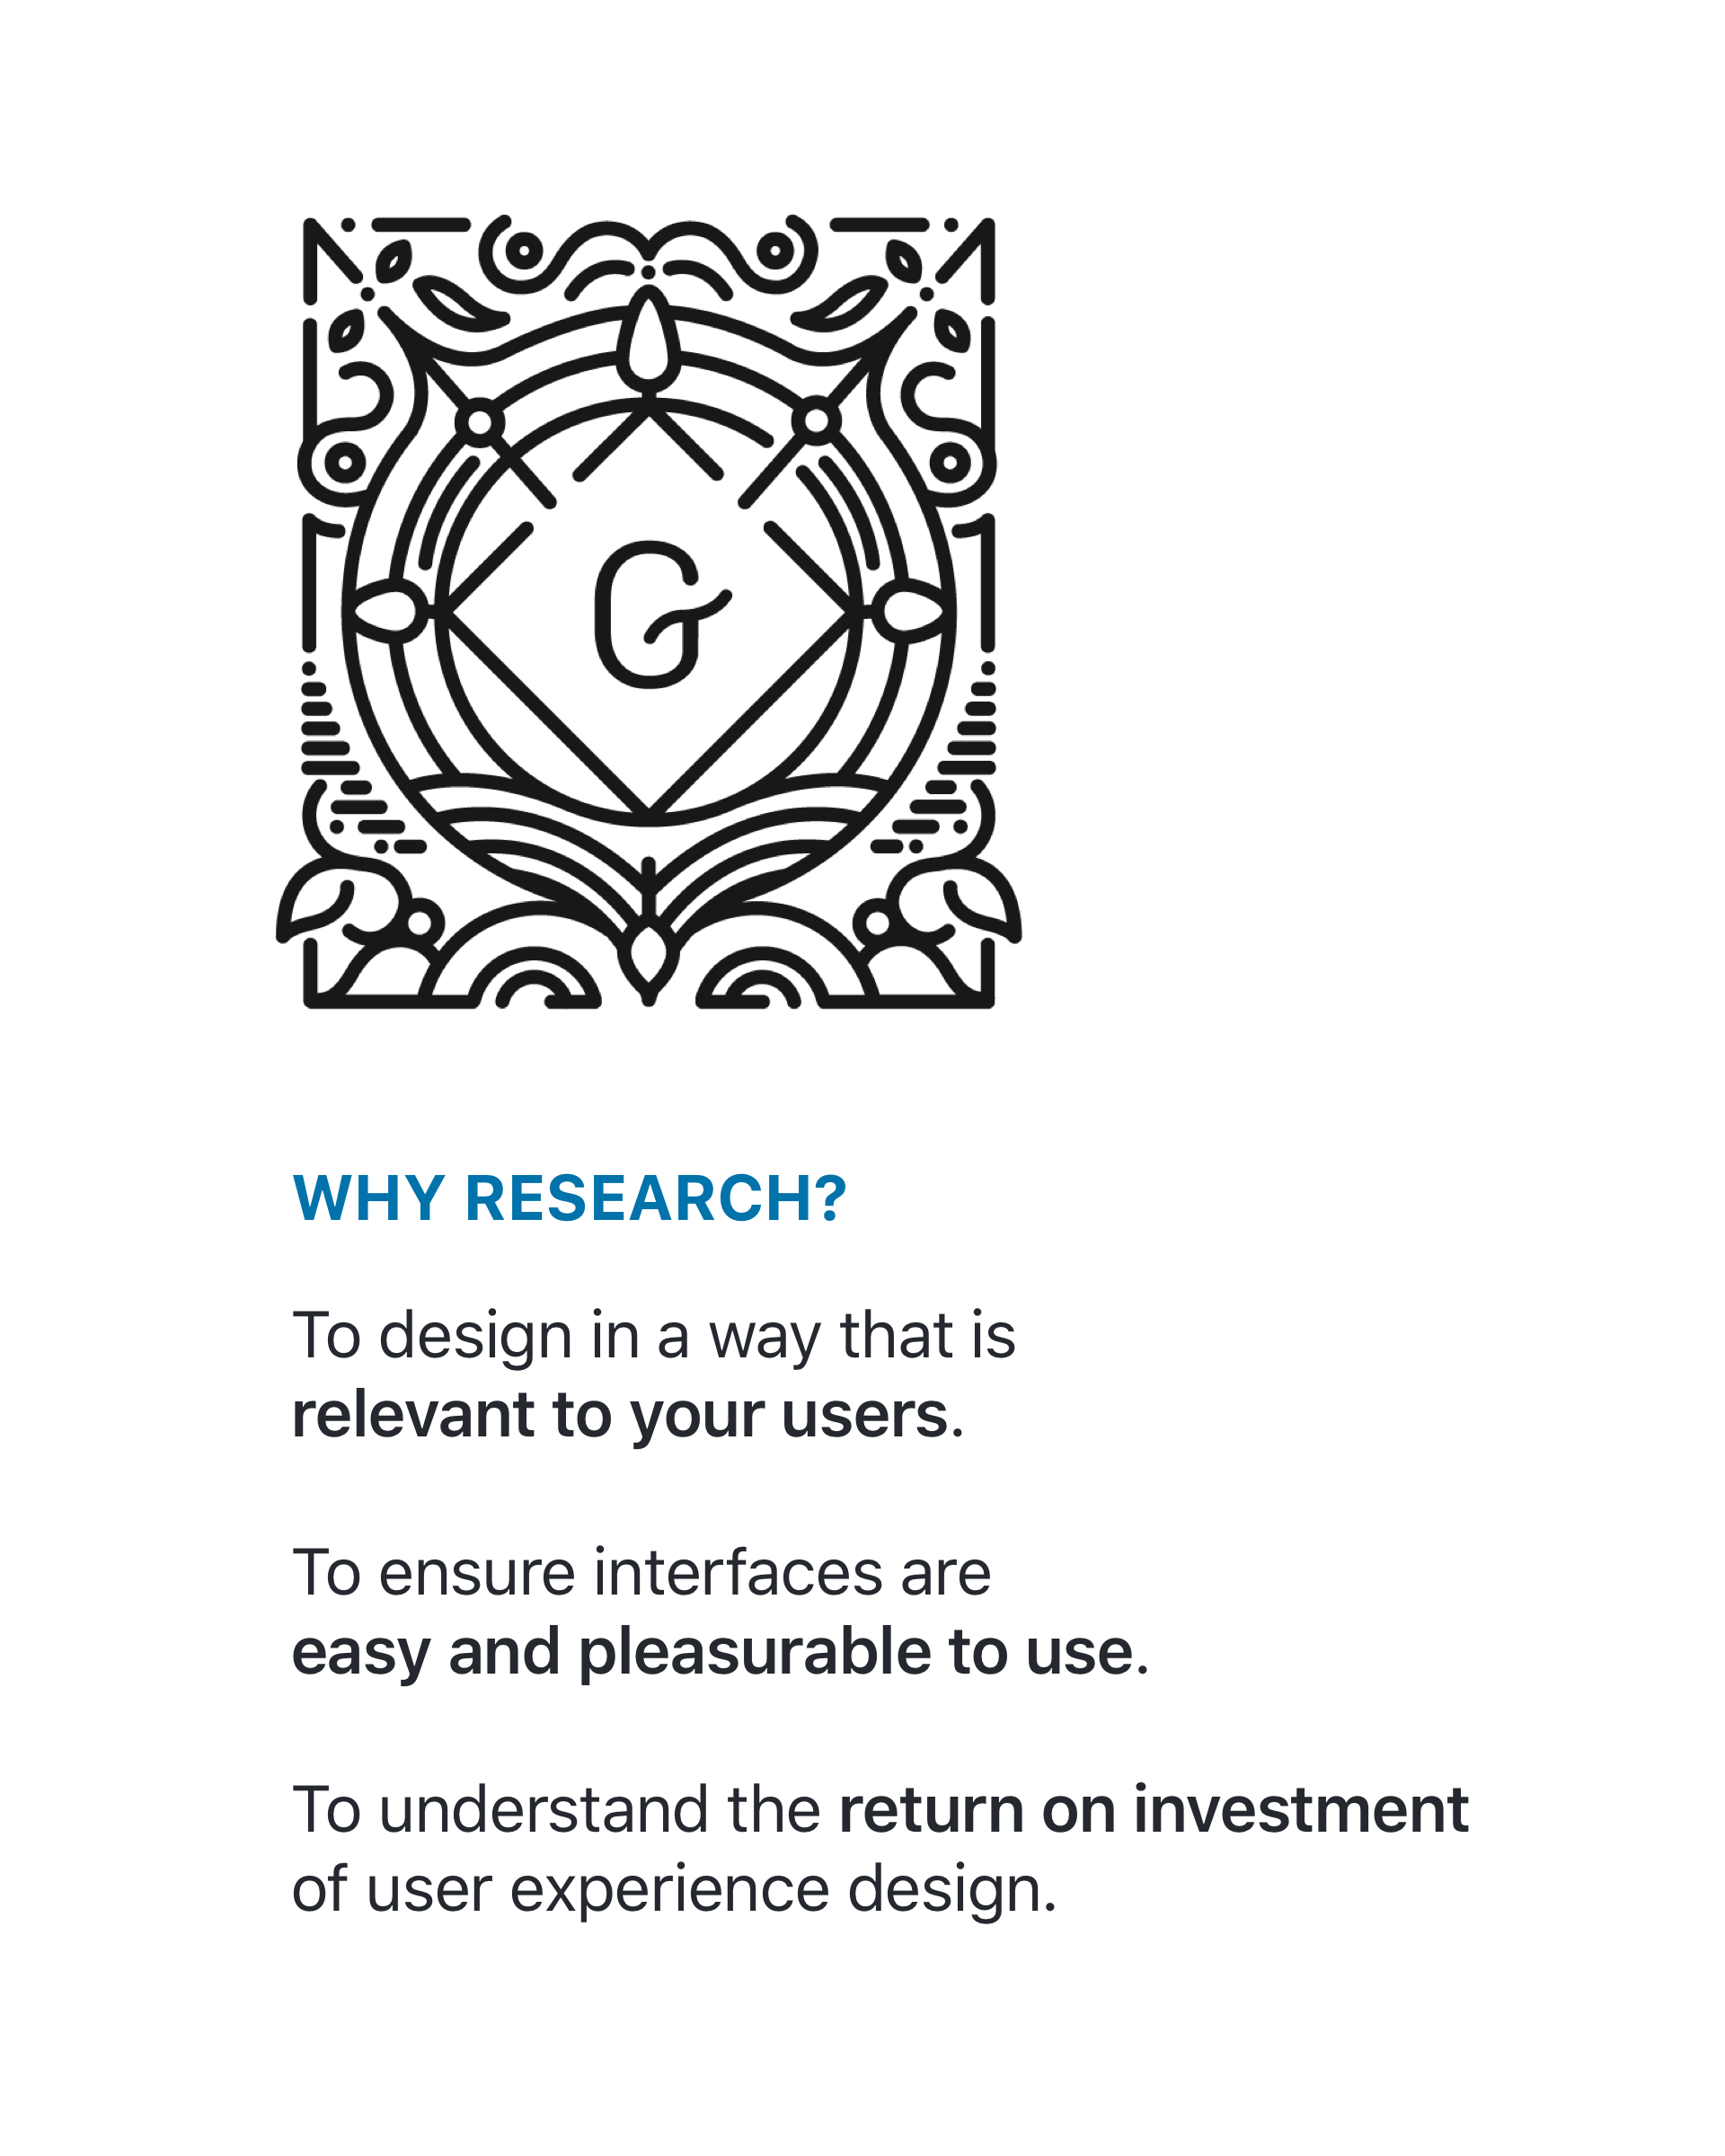 G
WHY RESEARCH?
To design in a way that is
relevant to your users.
To ensure interfaces are
easy and pleasurable to use.
To understand the return on investment
of user experience design.